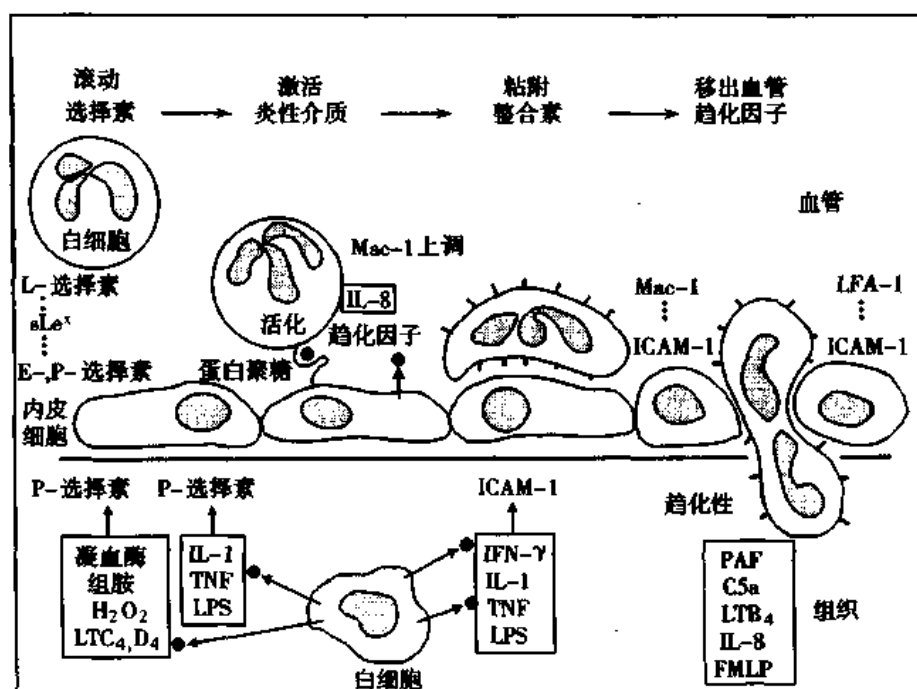 滚动
选择素
激活
炎性介质
粘附
整合素
移出血管
趋化因子
血管
白细胞
L-选择素
sLeˣ
E-,P-选择素
内皮
细胞
活化
Mac-1上调
IL-8
趋化因子
蛋白聚糖
Mac-1
ICAM-1
LFA-1
ICAM-1
P-选择素
P-选择素
ICAM-1
趋化性
凝血酶
组胺
H₂O₂
LTC₄,D₄
IL-1
TNF
LPS
白细胞
IFN-γ
IL-1
TNF
LPS
PAF
C5a
LTB₄
IL-8
FMLP
组织